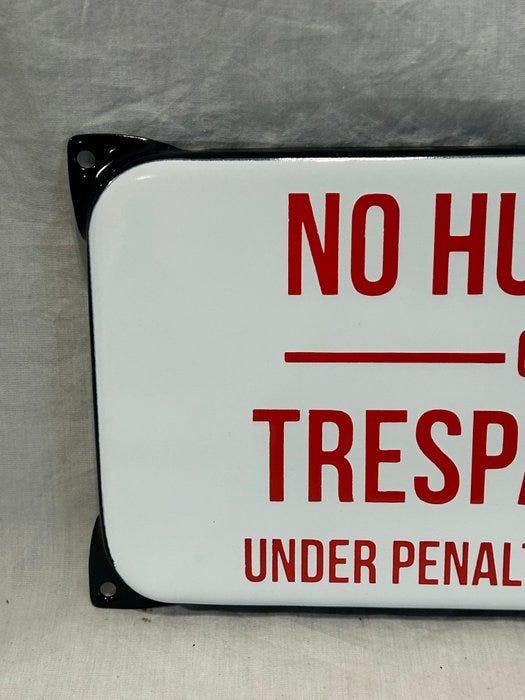 NO HU
TRESPA
UNDER PENALT